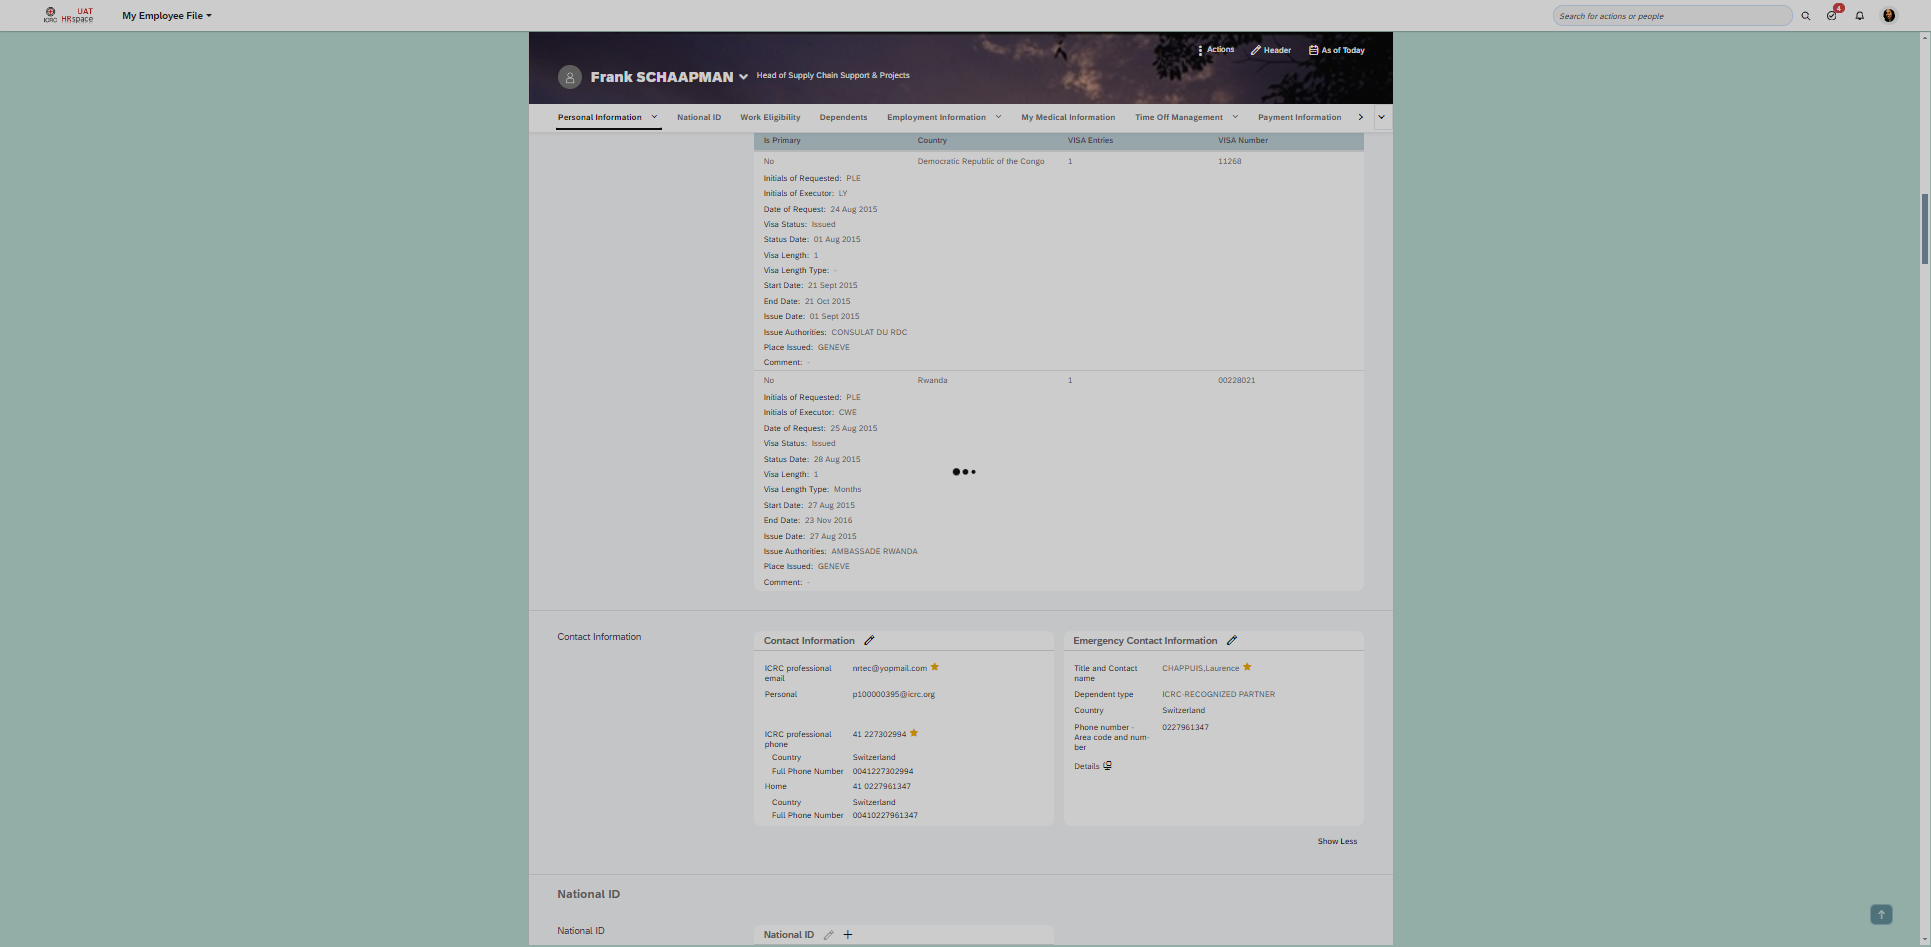 ICRC UAT HRspace My Employee File Search for actions or people 4
Actions Header As of Today
Frank SCHAAPMAN Head of Supply Chain Support & Projects
Personal Information National ID Work Eligibility Dependents Employment Information My Medical Information Time Off Management Payment Information
Is Primary Country VISA Entries VISA Number
No Democratic Republic of the Congo 1 11268
Initials of Requested: PLE
Initials of Executor: LY
Date of Request: 24 Aug 2015
Visa Status: Issued
Status Date: 01 Aug 2015
Visa Length: 1
Visa Length Type: -
Start Date: 21 Sept 2015
End Date: 21 Oct 2015
Issue Date: 01 Sept 2015
Issue Authorities: CONSULAT DU RDC
Place Issued: GENEVE
Comment: -
No Rwanda 1 00228021
Initials of Requested: PLE
Initials of Executor: CWE
Date of Request: 25 Aug 2015
Visa Status: Issued
Status Date: 28 Aug 2015
Visa Length: 1
Visa Length Type: Months
Start Date: 27 Aug 2015
End Date: 23 Nov 2016
Issue Date: 27 Aug 2015
Issue Authorities: AMBASSADE RWANDA
Place Issued: GENEVE
Comment: -
Contact Information
Contact Information
ICRC professional nrtec@yopmail.com
email
Personal p100000395@icrc.org
ICRC professional 41 227302994
phone
Country Switzerland
Full Phone Number 0041227302994
Home 41 0227961347
Country Switzerland
Full Phone Number 00410227961347
Emergency Contact Information
Title and Contact CHAPPUIS,Laurence
name
Dependent type ICRC-RECOGNIZED PARTNER
Country Switzerland
Phone number - 0227961347
Area code and num-
ber
Details
Show Less
National ID
National ID
National ID